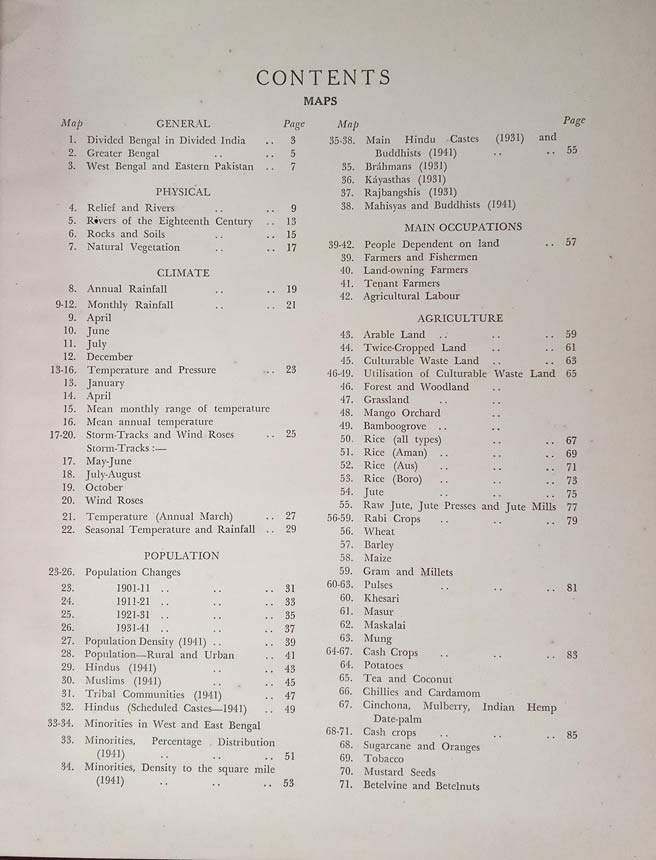 CONTENTS
MAPS
Map GENERAL Page
1. Divided Bengal in Divided India .. 3
2. Greater Bengal .. .. 5
3. West Bengal and Eastern Pakistan .. 7
PHYSICAL
4. Relief and Rivers .. .. 9
5. Rivers of the Eighteenth Century .. 13
6. Rocks and Soils .. .. 15
7. Natural Vegetation .. .. 17
CLIMATE
8. Annual Rainfall .. .. 19
9-12. Monthly Rainfall .. .. 21
9. April
10. June
11. July
12. December
13-16. Temperature and Pressure .. 23
13. January
14. April
15. Mean monthly range of temperature
16. Mean annual temperature
17-20. Storm-Tracks and Wind Roses .. 25
Storm-Tracks :—
17. May-June
18. July-August
19. October
20. Wind Roses
21. Temperature (Annual March) .. 27
22. Seasonal Temperature and Rainfall .. 29
POPULATION
23-26. Population Changes
23. 1901-11 .. .. .. 31
24. 1911-21 .. .. .. 33
25. 1921-31 .. .. .. 35
26. 1931-41 .. .. .. 37
27. Population Density (1941) .. .. 39
28. Population—Rural and Urban .. 41
29. Hindus (1941) .. .. 43
30. Muslims (1941) .. .. 45
31. Tribal Communities (1941) .. 47
32. Hindus (Scheduled Castes—1941) .. 49
33-34. Minorities in West and East Bengal
33. Minorities, Percentage Distribution
(1941) .. .. .. 51
34. Minorities, Density to the square mile
(1941) .. .. .. 53
Map Page
35-38. Main Hindu Castes (1931) and
Buddhists (1941) .. .. 55
35. Bráhmans (1931)
36. Káyasthas (1931)
37. Rajbangshis (1931)
38. Mahisyas and Buddhists (1941)
MAIN OCCUPATIONS
39-42. People Dependent on land .. 57
39. Farmers and Fishermen
40. Land-owning Farmers
41. Tenant Farmers
42. Agricultural Labour
AGRICULTURE
43. Arable Land .. .. .. 59
44. Twice-Cropped Land .. .. 61
45. Culturable Waste Land .. .. 63
46-49. Utilisation of Culturable Waste Land 65
46. Forest and Woodland ..
47. Grassland .. ..
48. Mango Orchard ..
49. Bamboogrove .. ..
50. Rice (all types) .. .. 67
51. Rice (Aman) .. .. .. 69
52. Rice (Aus) .. .. .. 71
53. Rice (Boro) .. .. .. 73
54. Jute .. .. .. 75
55. Raw Jute, Jute Presses and Jute Mills 77
56-59. Rabi Crops .. .. .. 79
56. Wheat
57. Barley
58. Maize
59. Gram and Millets
60-63. Pulses .. .. .. 81
60. Khesari
61. Masur
62. Maskalai
63. Mung
64-67. Cash Crops .. .. .. 83
64. Potatoes
65. Tea and Coconut
66. Chillies and Cardamom
67. Cinchona, Mulberry, Indian Hemp
Date-palm
68-71. Cash crops .. .. .. 85
68. Sugarcane and Oranges
69. Tobacco
70. Mustard Seeds
71. Betelvine and Betelnuts